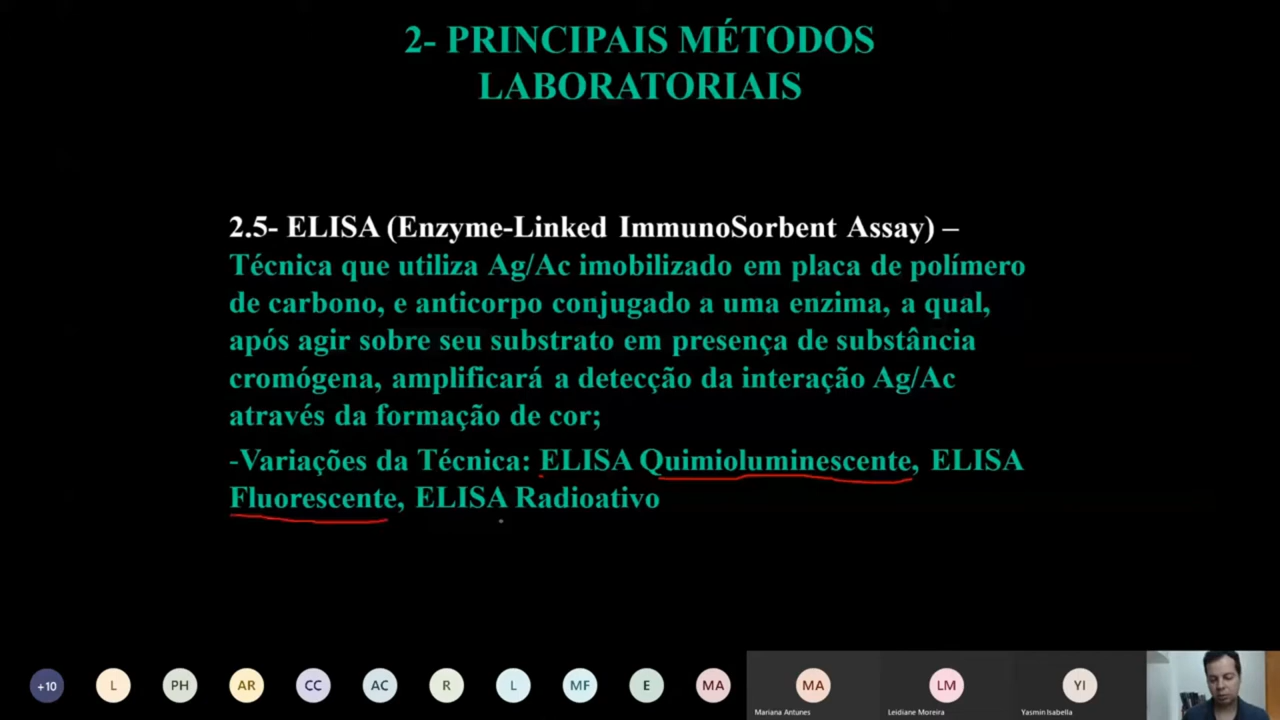 2- PRINCIPAIS MÉTODOS
LABORATORIAIS
2.5- ELISA (Enzyme-Linked ImmunoSorbent Assay) –
Técnica que utiliza Ag/Ac imobilizado em placa de polímero
de carbono, e anticorpo conjugado a uma enzima, a qual,
após agir sobre seu substrato em presença de substância
cromógena, amplificará a detecção da interação Ag/Ac
através da formação de cor;
-Variações da Técnica: ELISA Quimioluminescente, ELISA
Fluorescente, ELISA Radioativo
+10 L PH AR CC AC R L MF E MA MA LM YI
Mariana Antunes Leidiane Moreira Yasmin Isabella